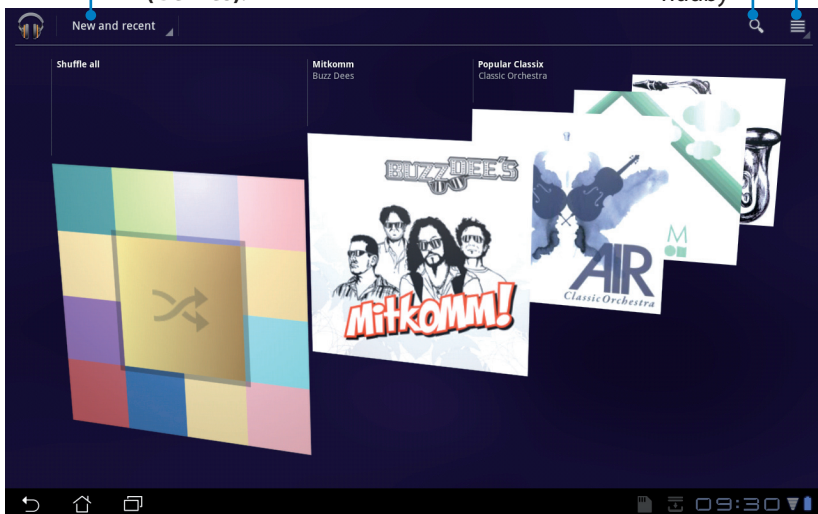 New and recent
Shuffle all
Mitkomm
Buzz Dees
Popular Classix
Classic Orchestra
BUZZ DEE'S
Mitkomm!
AIR
ClassicOrchestra
M
ON
09:30